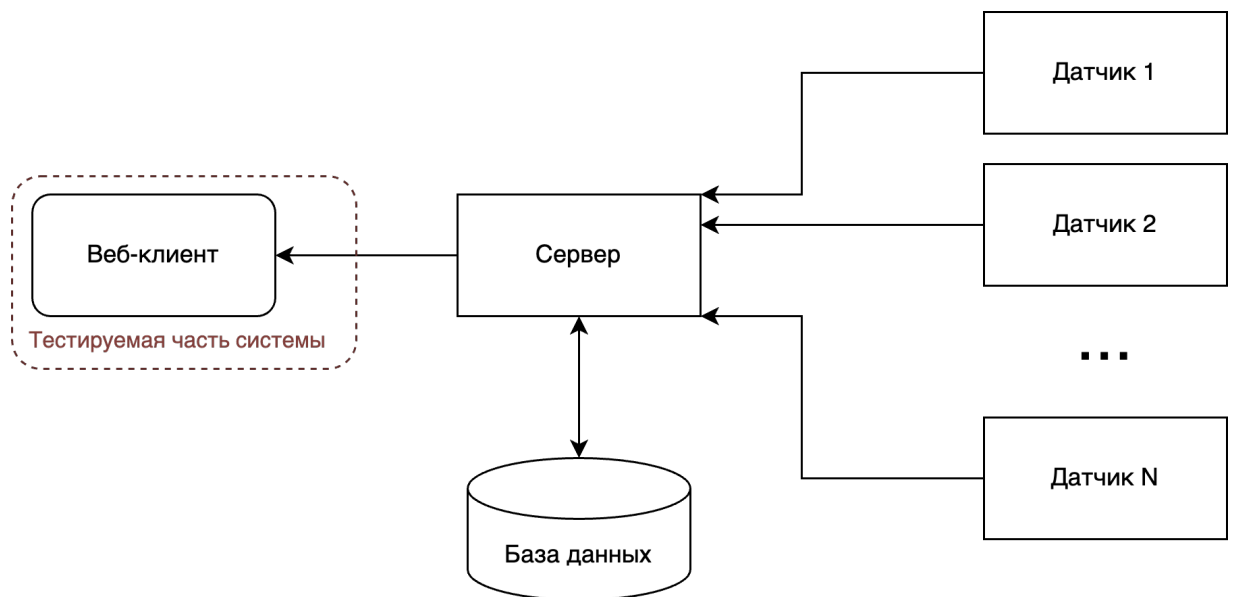 Датчик 1
Датчик 2
Веб-клиент
Сервер
Тестируемая часть системы
...
Датчик N
База данных